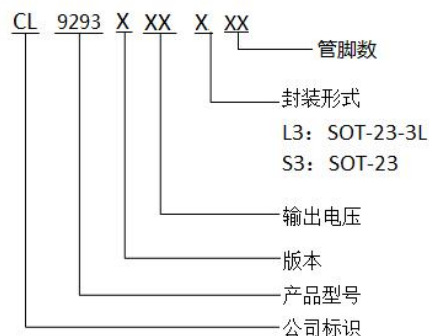 CL 9293 X XX X XX
管脚数
封装形式
L3：SOT-23-3L
S3：SOT-23
输出电压
版本
产品型号
公司标识